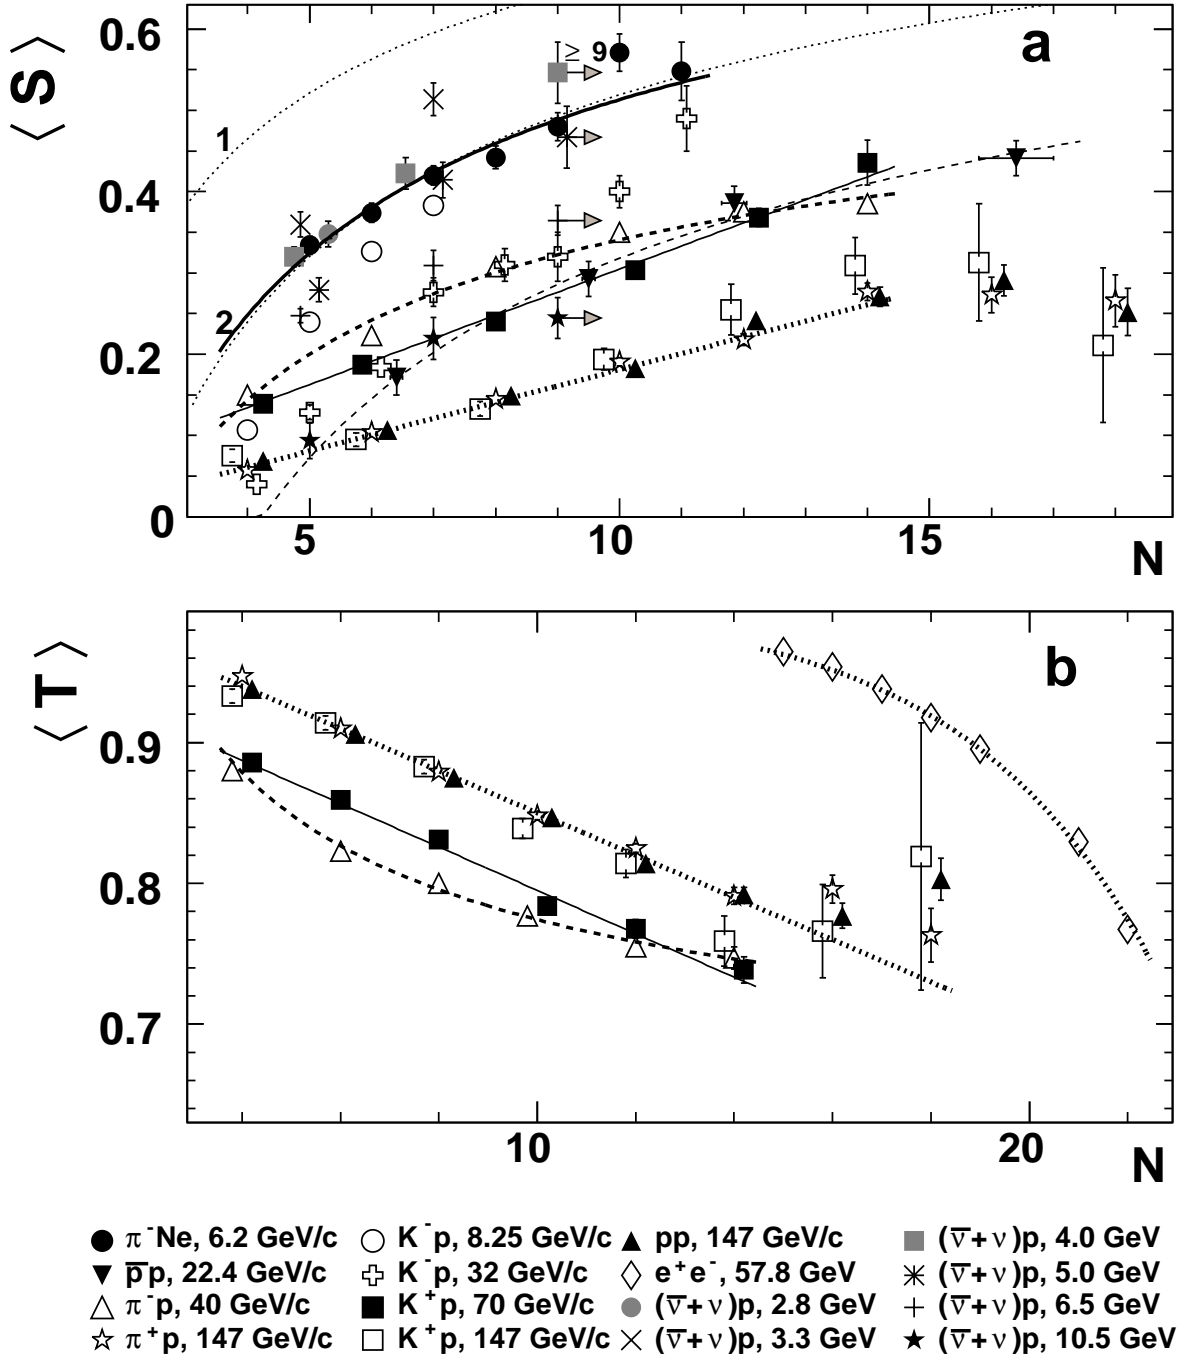 0.6
⟨S⟩
≥ 9
a
1
0.4
2
0.2
0
5
10
15
N
⟨T⟩
b
0.9
0.8
0.7
10
20
N
π⁻Ne, 6.2 GeV/c K⁻p, 8.25 GeV/c pp, 147 GeV/c (ν̅+ν)p, 4.0 GeV
p̅p, 22.4 GeV/c K⁻p, 32 GeV/c e⁺e⁻, 57.8 GeV (ν̅+ν)p, 5.0 GeV
π⁻p, 40 GeV/c K⁺p, 70 GeV/c (ν̅+ν)p, 2.8 GeV (ν̅+ν)p, 6.5 GeV
π⁺p, 147 GeV/c K⁺p, 147 GeV/c (ν̅+ν)p, 3.3 GeV (ν̅+ν)p, 10.5 GeV